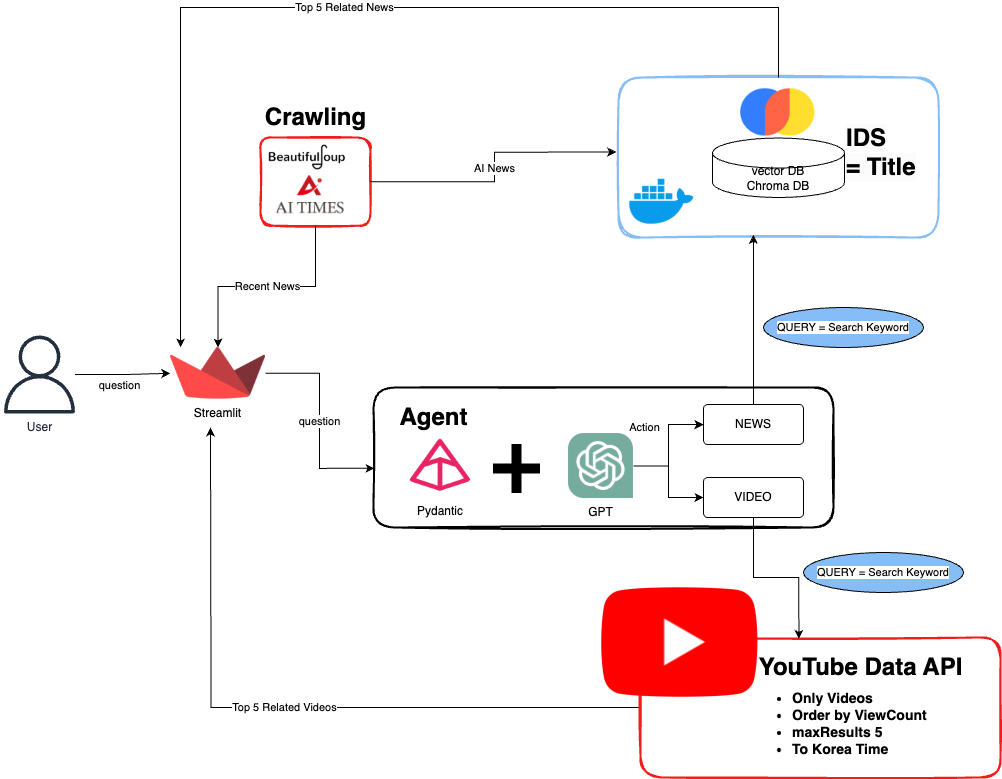 Top 5 Related News
Crawling
BeautifulSoup
AI TIMES
AI News
IDS
= Title
Vector DB
Chroma DB
Recent News
QUERY = Search Keyword
question
User
Streamlit
question
Agent
Pydantic
GPT
Action
NEWS
VIDEO
QUERY = Search Keyword
YouTube Data API
• Only Videos
• Order by ViewCount
• maxResults 5
• To Korea Time
Top 5 Related Videos